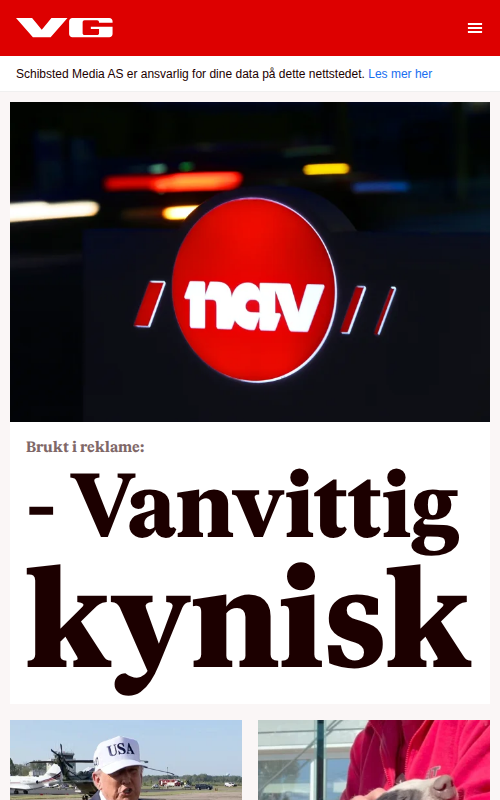 VG
Schibsted Media AS er ansvarlig for dine data på dette nettstedet. Les mer her
nav
Brukt i reklame:
- Vanvittig
kynisk
USA